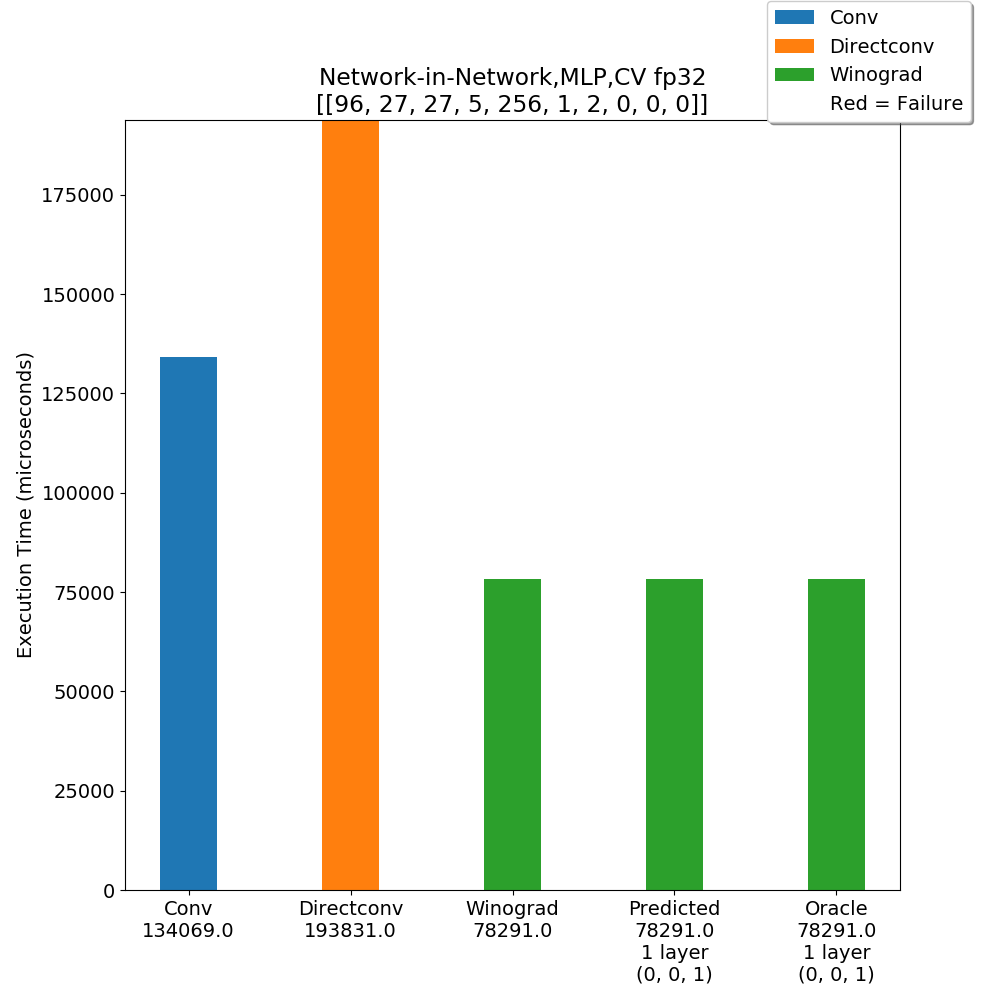 Conv
Directconv
Winograd
Red = Failure
Network-in-Network,MLP,CV fp32
[[96, 27, 27, 5, 256, 1, 2, 0, 0, 0]]
Execution Time (microseconds)
175000
150000
125000
100000
75000
50000
25000
0
Conv
134069.0
Directconv
193831.0
Winograd
78291.0
Predicted
78291.0
1 layer
(0, 0, 1)
Oracle
78291.0
1 layer
(0, 0, 1)